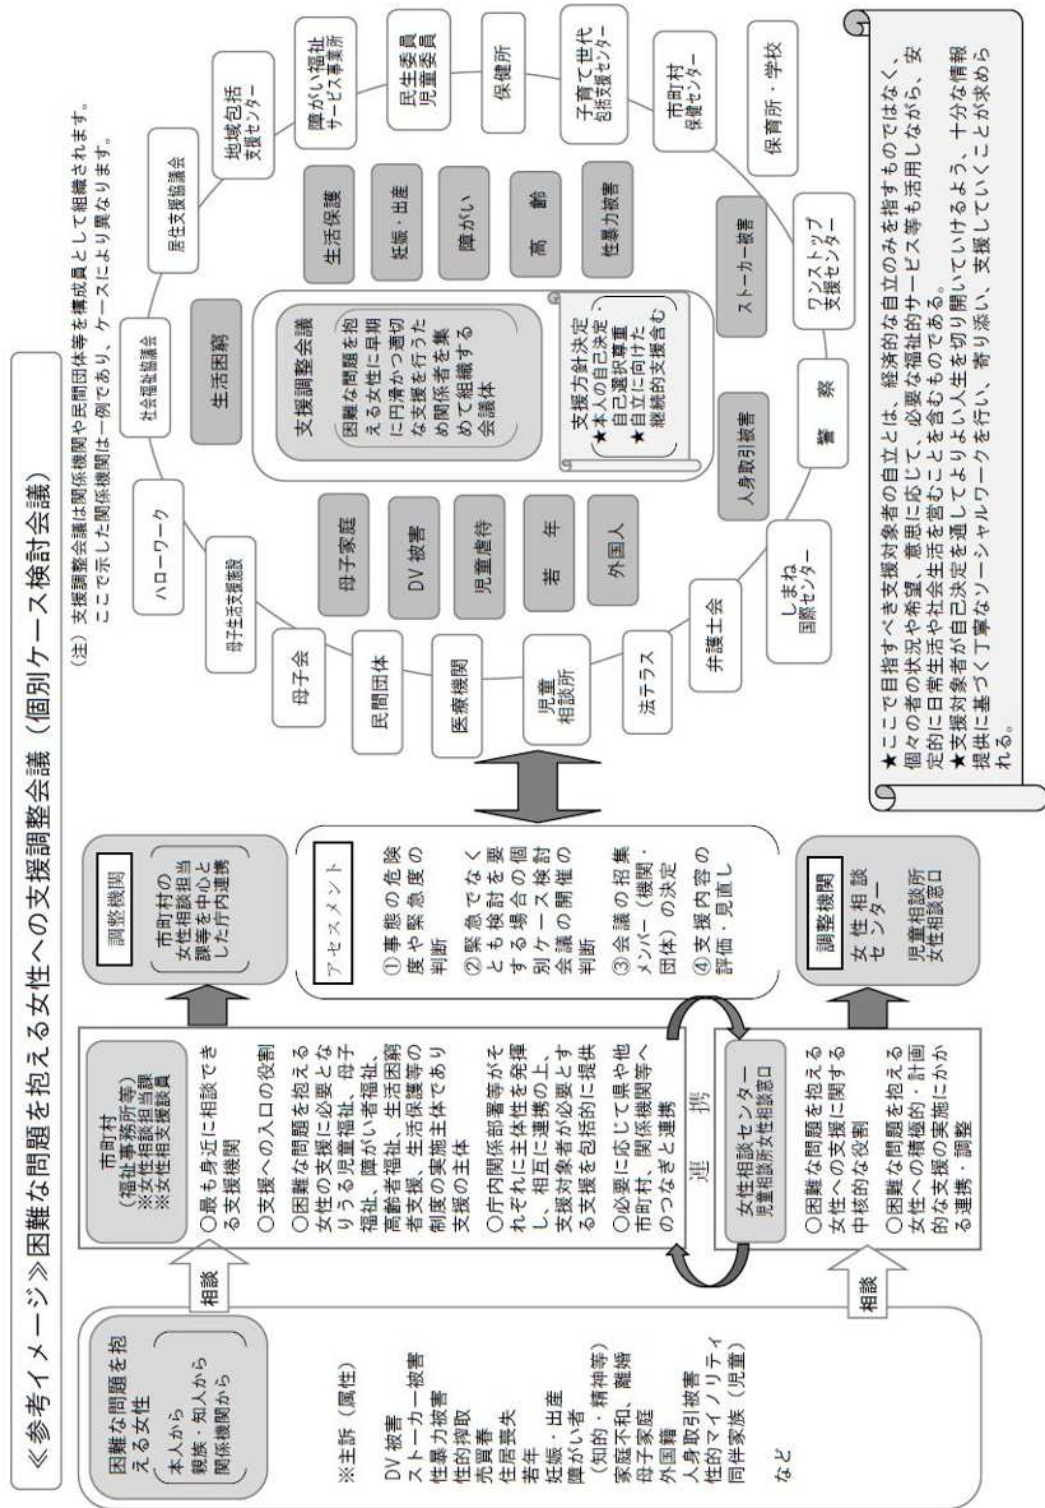 ≪参考イメージ≫困難な問題を抱える女性への支援調整会議（個別ケース検討会議）
（注）支援調整会議は関係機関や民間団体等を構成員として組織されます。
ここで示した関係機関は一例であり、ケースにより異なります。
困難な問題を抱
える女性
本人から
親族・知人から
関係機関から
※主訴（属性）
DV被害
ストーカー被害
性暴力被害
性的搾取
売買春
住居喪失
若年
妊娠・出産
障がい者
（知的・精神等）
家庭不和、離婚
母子家庭
外国籍
人身取引被害
性的マイノリティ
同伴家族（児童）
など
相談
相談
市町村
（福祉事務所等）
※女性相談担当課
※女性相支援談員
○最も身近に相談でき
る支援機関
○支援への入口の役割
○困難な問題を抱える
女性の支援に必要とな
りうる児童福祉、母子
福祉、障がい者福祉、
高齢者福祉、生活困窮
者支援、生活保護等の
制度の実施主体であり
支援の主体
○庁内関係部署等がそ
れぞれに主体性を発揮
し、相互に連携の上、
支援対象者が必要とす
る支援を包括的に提供
○必要に応じて県や他
市町村、関係機関等へ
のつなぎと連携
連　携
女性相談センター
児童相談所女性相談窓口
○困難な問題を抱える
女性への支援に関する
中核的な役割
○困難な問題を抱える
女性への積極的・計画
的な支援の実施にかか
る連携・調整
調整機関
市町村の
女性相談担当
課等を中心と
した庁内連携
アセスメント
①事態の危険
度や緊急度の
判断
②緊急でなく
とも検討を要
する場合の個
別ケース検討
会議の開催の
判断
③会議の招集
メンバー（機関・
団体）の決定
④支援内容の
評価・見直し
調整機関
女性相談
センター
児童相談所
女性相談窓口
ハローワーク
社会福祉協議会
居住支援協議会
地域包括
支援センター
障がい福祉
サービス事業所
民生委員
児童委員
保健所
子育て世代
包括支援センター
市町村
保健センター
保育所・学校
ワンストップ
支援センター
警　察
しまね
国際センター
弁護士会
法テラス
児童
相談所
医療機関
民間団体
母子会
母子生活支援施設
生活困窮
生活保護
妊娠・出産
障がい
高　齢
性暴力被害
ストーカー被害
人身取引被害
外国人
若　年
児童虐待
DV被害
母子家庭
支援調整会議
困難な問題を抱
える女性に早期
に円滑かつ適切
な支援を行うた
め関係者を集
めて組織する
会議体
支援方針決定
★本人の自己決定・
自己選択尊重
★自立に向けた
継続的支援含む
★ここで目指すべき支援対象者の自立とは、経済的な自立のみを指すものではなく、
個々の者の状況や希望、意思に応じて、必要な福祉的サービス等も活用しながら、安
定的に日常生活や社会生活を営むことを含むものである。
★支援対象者が自己決定を通してよりよい人生を切り開いていけるよう、十分な情報
提供に基づく丁寧なソーシャルワークを行い、寄り添い、支援していくことが求めら
れる。